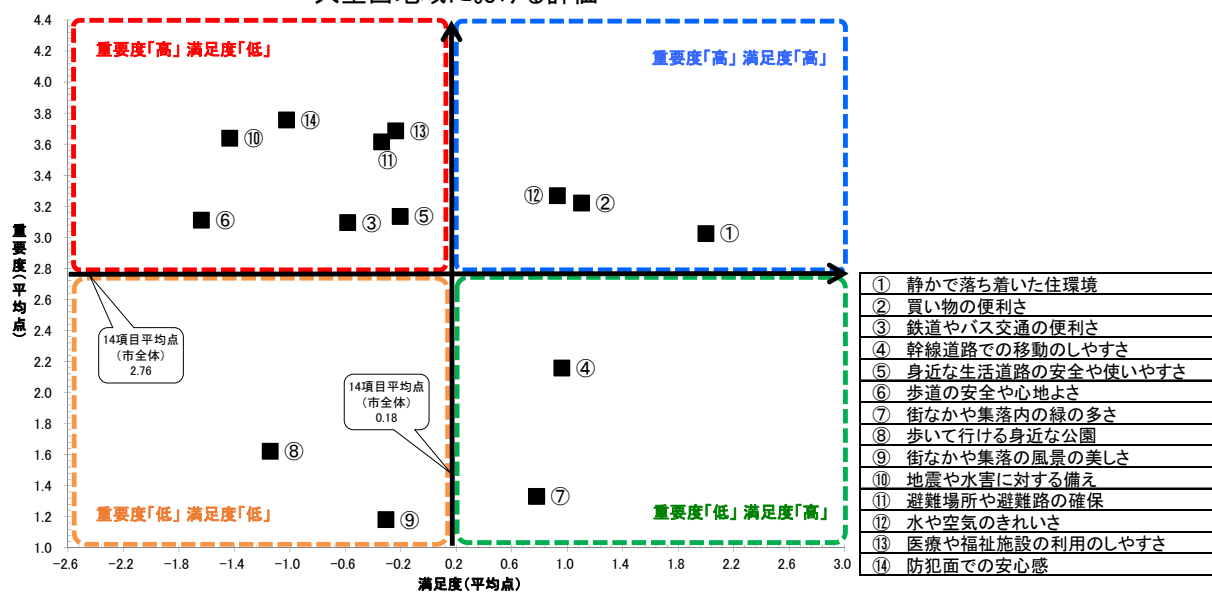 4.4
4.2
4.0
3.8
3.6
3.4
3.2
3.0
2.8
2.6
2.4
2.2
2.0
1.8
1.6
1.4
1.2
1.0
重要度(平均点)
重要度「高」 満足度「低」
重要度「高」 満足度「高」
⑭
⑬
⑩
⑪
⑫
②
⑥
③
⑤
①
14項目平均点
(市全体)
2.76
14項目平均点
(市全体)
0.18
④
⑧
⑦
⑨
重要度「低」 満足度「低」
重要度「低」 満足度「高」
-2.6 -2.2 -1.8 -1.4 -1.0 -0.6 -0.2 0.2 0.6 1.0 1.4 1.8 2.2 2.6 3.0
満足度(平均点)
① 静かで落ち着いた住環境
② 買い物の便利さ
③ 鉄道やバス交通の便利さ
④ 幹線道路での移動のしやすさ
⑤ 身近な生活道路の安全や使いやすさ
⑥ 歩道の安全や心地よさ
⑦ 街なかや集落内の緑の多さ
⑧ 歩いて行ける身近な公園
⑨ 街なかや集落の風景の美しさ
⑩ 地震や水害に対する備え
⑪ 避難場所や避難路の確保
⑫ 水や空気のきれいさ
⑬ 医療や福祉施設の利用のしやすさ
⑭ 防犯面での安心感